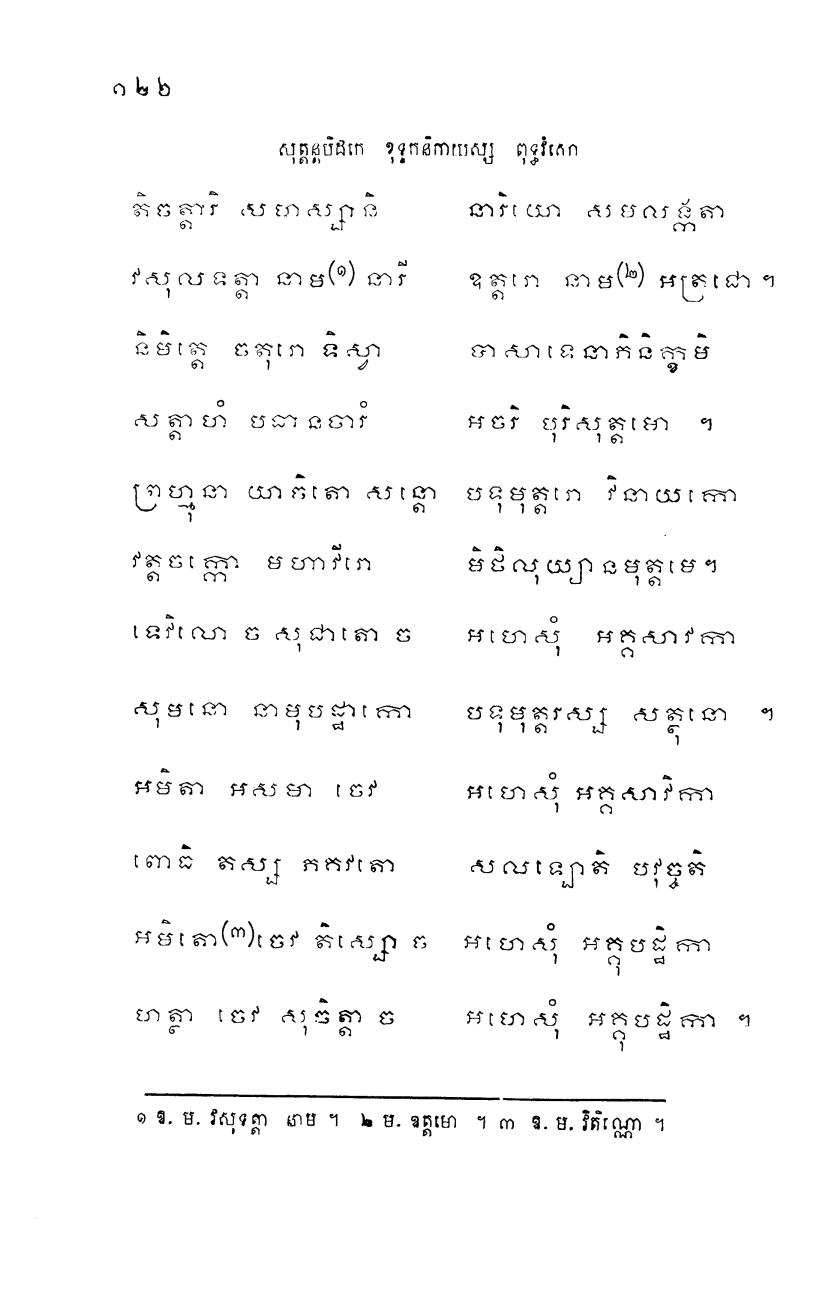 ១២២
សុត្តន្តបិដកេ ខុទ្ទកនិកាយស្ស ពុទ្ធវំសោ
តិចត្តារិ សហស្សានិ នារិយោ សមលង្កតា
វសុលទត្តា នាម(១) នារី ឧត្តរោ នាម(២) អត្រជោ ។
និមិត្តេ ចតុរោ ទិស្វា បាសាទេនាភិនិក្ខមិ
សត្តាហំ បធានចារំ អចរិ បុរិសុត្តមោ ។
ព្រហ្មុនា យាចិតោ សន្តោ បទុមុត្តរោ វិនាយកោ
វត្តចក្កោ មហាវីរោ មិថិលុយ្យានមុត្តមេ។
ទេវិលោ ច សុជាតោ ច អហេសុំ អគ្គសាវកា
សុមនោ នាមុបដ្ឋាកោ បទុមុត្តរស្ស សត្ថុនោ ។
អមិតា អសមា ចេវ អហេសុំ អគ្គសាវិកា
ពោធិ តស្ស ភគវតោ សលឡោតិ បវុច្ចតិ
អមិតោ(៣)ចេវ តិស្សោ ច អហេសុំ អគ្គុបដ្ឋិកា
ហត្ថា ចេវ សុចិត្តា ច អហេសុំ អគ្គុបដ្ឋិកា ។
១ ឱ. ម. វសុទត្តា នាម ។ ២ ម. ឧត្តមោ ។ ៣ ឱ. ម. វិតិណ្ណោ ។